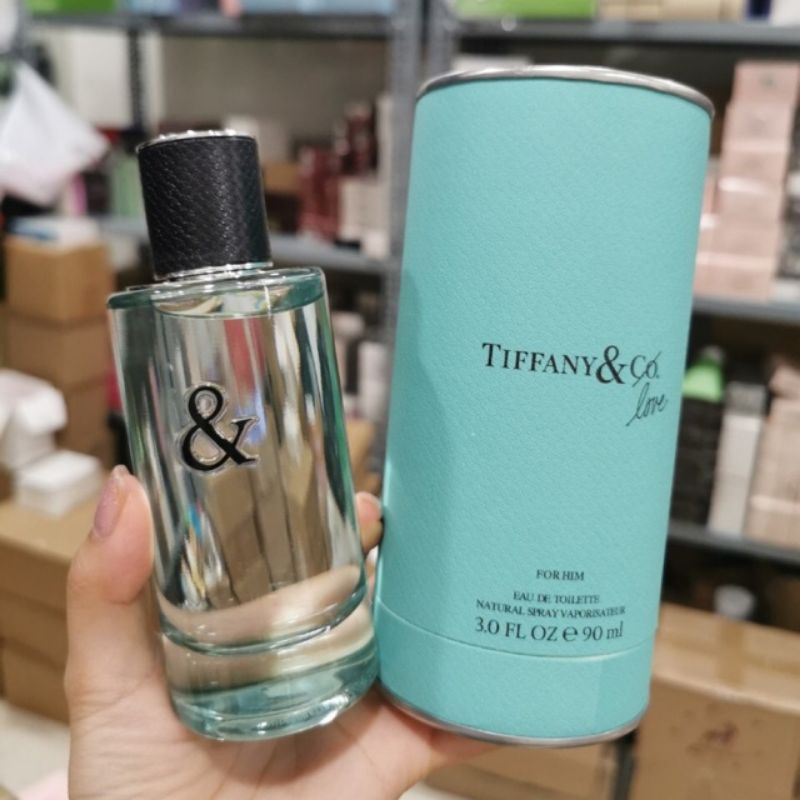 &
TIFFANY & Co.
love
FOR HIM
EAU DE TOILETTE
NATURAL SPRAY VAPORISATEUR
3.0 FL OZ e 90 ml